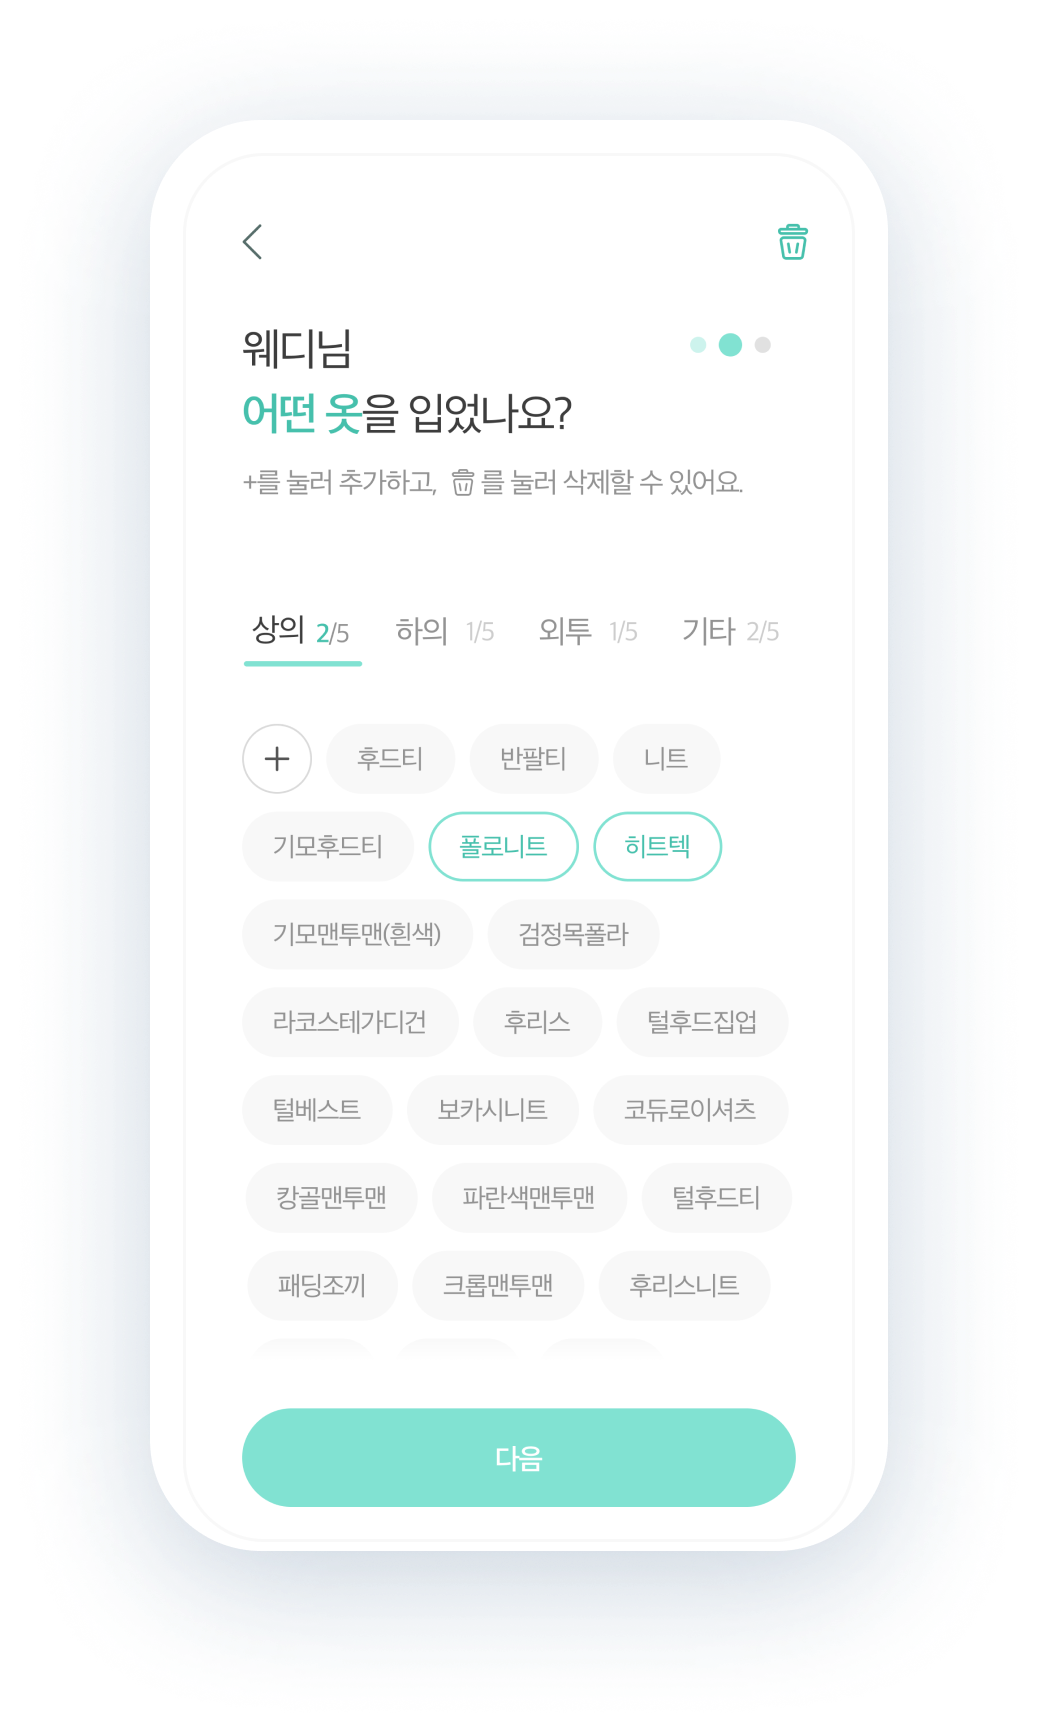 웨디님
어떤 옷을 입었나요?
+를 눌러 추가하고, 를 눌러 삭제할 수 있어요.
상의 2/5 하의 1/5 외투 1/5 기타 2/5
+ 후드티 반팔티 니트
기모후드티 폴로니트 히트텍
기모맨투맨(흰색) 검정목폴라
라코스테가디건 후리스 털후드집업
털베스트 보카시니트 코듀로이셔츠
캉골맨투맨 파란색맨투맨 털후드티
패딩조끼 크롭맨투맨 후리스니트
다음